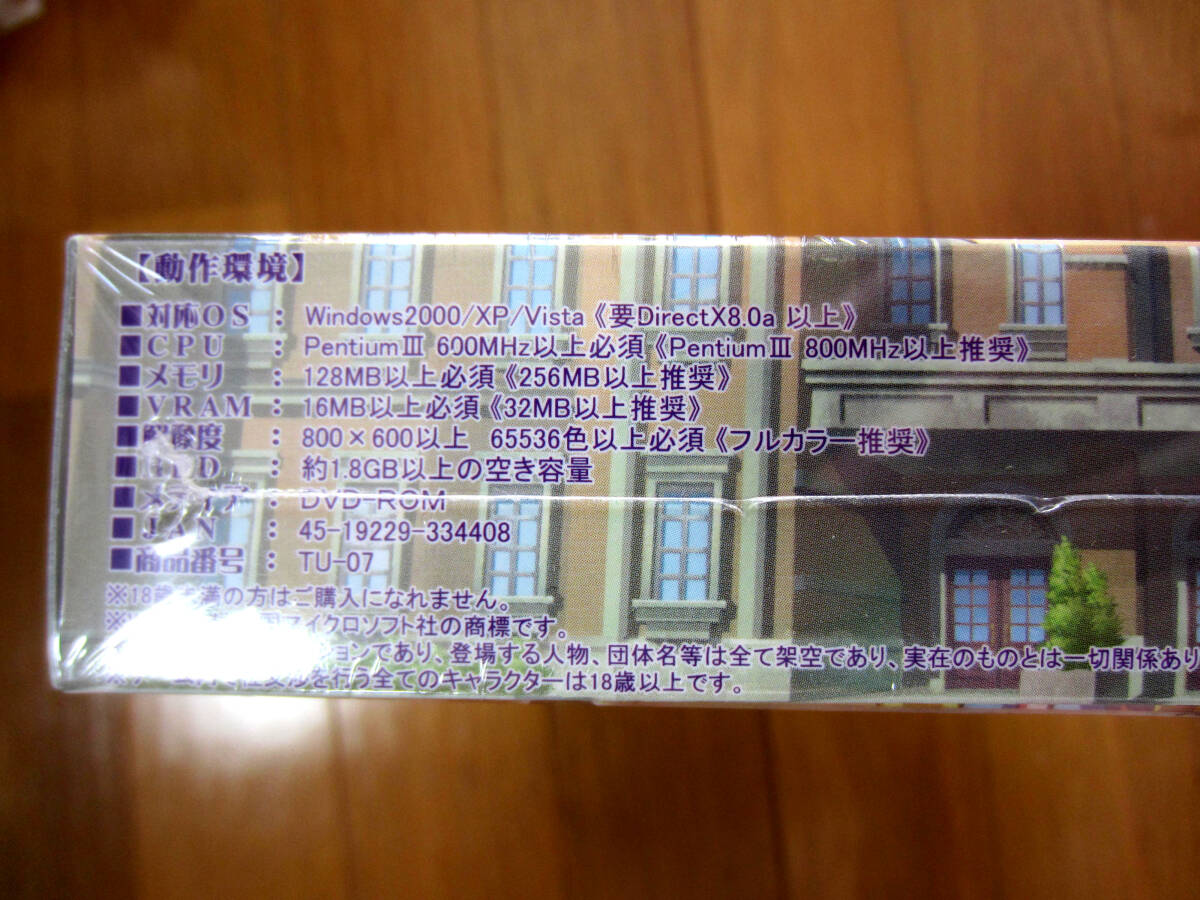 【動作環境】
■対応OS : Windows2000/XP/Vista《要DirectX8.0a 以上》
■CPU : PentiumⅢ 600MHz以上必須《PentiumⅢ 800MHz以上推奨》
■メモリ : 128MB以上必須《256MB以上推奨》
■VRAM : 16MB以上必須《32MB以上推奨》
■解像度 : 800×600以上 65536色以上必須《フルカラー推奨》
■HDD : 約1.8GB以上の空き容量
■メディア : DVD-ROM
■JAN : 45-19229-334408
■商品番号 : TU-07
※18歳未満の方はご購入になれません。
マイクロソフト社の商標です。
ションであり、登場する人物、団体名等は全て架空であり、実在のものとは一切関係あり
を行う全てのキャラクターは18歳以上です。